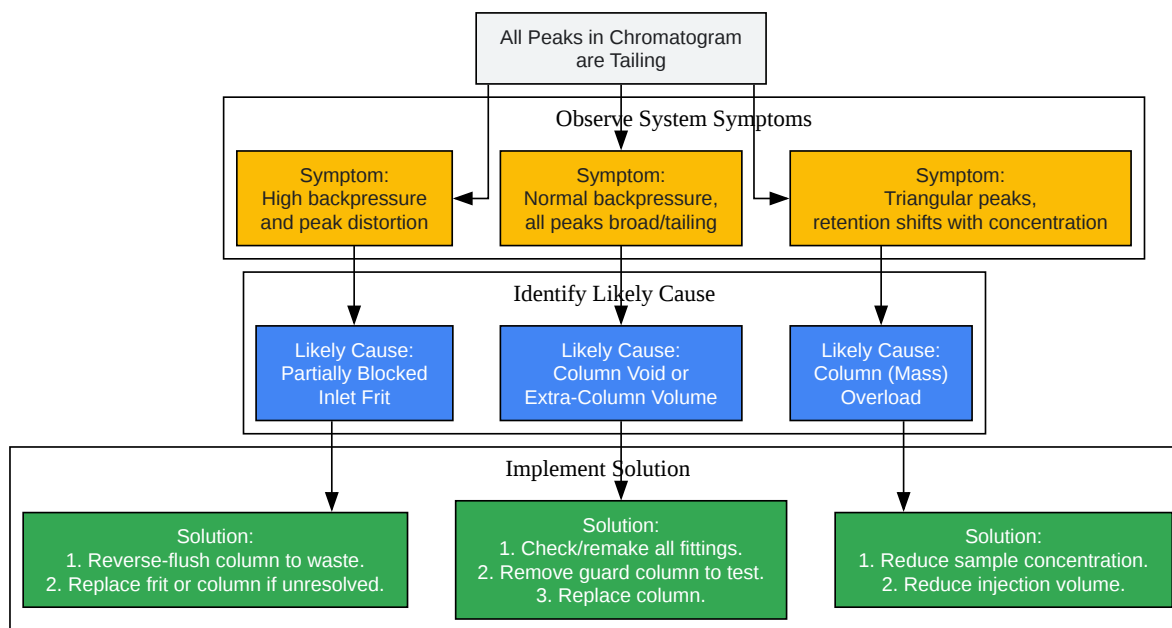 All Peaks in Chromatogram
are Tailing
Observe System Symptoms
Symptom:
High backpressure
and peak distortion
Symptom:
Normal backpressure,
all peaks broad/tailing
Symptom:
Triangular peaks,
retention shifts with concentration
Identify Likely Cause
Likely Cause:
Partially Blocked
Inlet Frit
Likely Cause:
Column Void or
Extra-Column Volume
Likely Cause:
Column (Mass)
Overload
Implement Solution
Solution:
1. Reverse-flush column to waste.
2. Replace frit or column if unresolved.
Solution:
1. Check/remake all fittings.
2. Remove guard column to test.
3. Replace column.
Solution:
1. Reduce sample concentration.
2. Reduce injection volume.